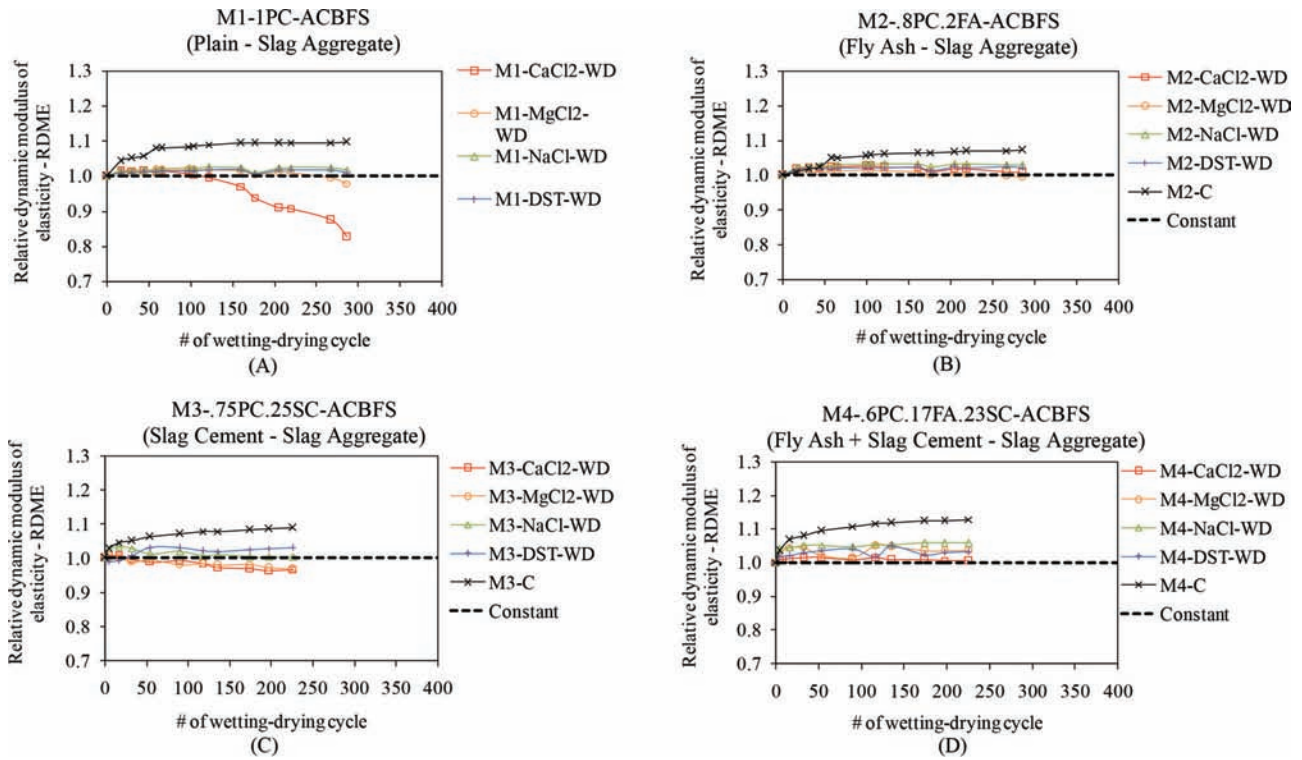 M1-1PC-ACBFS
(Plain - Slag Aggregate)
Relative dynamic modulus of
elasticity - RDME
1.3
1.2
1.1
1.0
0.9
0.8
0.7
0 50 100 150 200 250 300 350 400
# of wetting-drying cycle
(A)
M1-CaCl2-WD
M1-MgCl2-
WD
M1-NaCl-WD
M1-DST-WD
M2-.8PC.2FA-ACBFS
(Fly Ash - Slag Aggregate)
Relative dynamic modulus of
elasticity - RDME
1.3
1.2
1.1
1.0
0.9
0.8
0.7
0 50 100 150 200 250 300 350 400
# of wetting-drying cycle
(B)
M2-CaCl2-WD
M2-MgCl2-WD
M2-NaCl-WD
M2-DST-WD
M2-C
Constant
M3-.75PC.25SC-ACBFS
(Slag Cement - Slag Aggregate)
Relative dynamic modulus of
elasticity - RDME
1.3
1.2
1.1
1.0
0.9
0.8
0.7
0 50 100 150 200 250 300 350 400
# of wetting-drying cycle
(C)
M3-CaCl2-WD
M3-MgCl2-WD
M3-NaCl-WD
M3-DST-WD
M3-C
Constant
M4-.6PC.17FA.23SC-ACBFS
(Fly Ash + Slag Cement - Slag Aggregate)
Relative dynamic modulus of
elasticity - RDME
1.3
1.2
1.1
1.0
0.9
0.8
0.7
0 50 100 150 200 250 300 350 400
# of wetting-drying cycle
(D)
M4-CaCl2-WD
M4-MgCl2-WD
M4-NaCl-WD
M4-DST-WD
M4-C
Constant